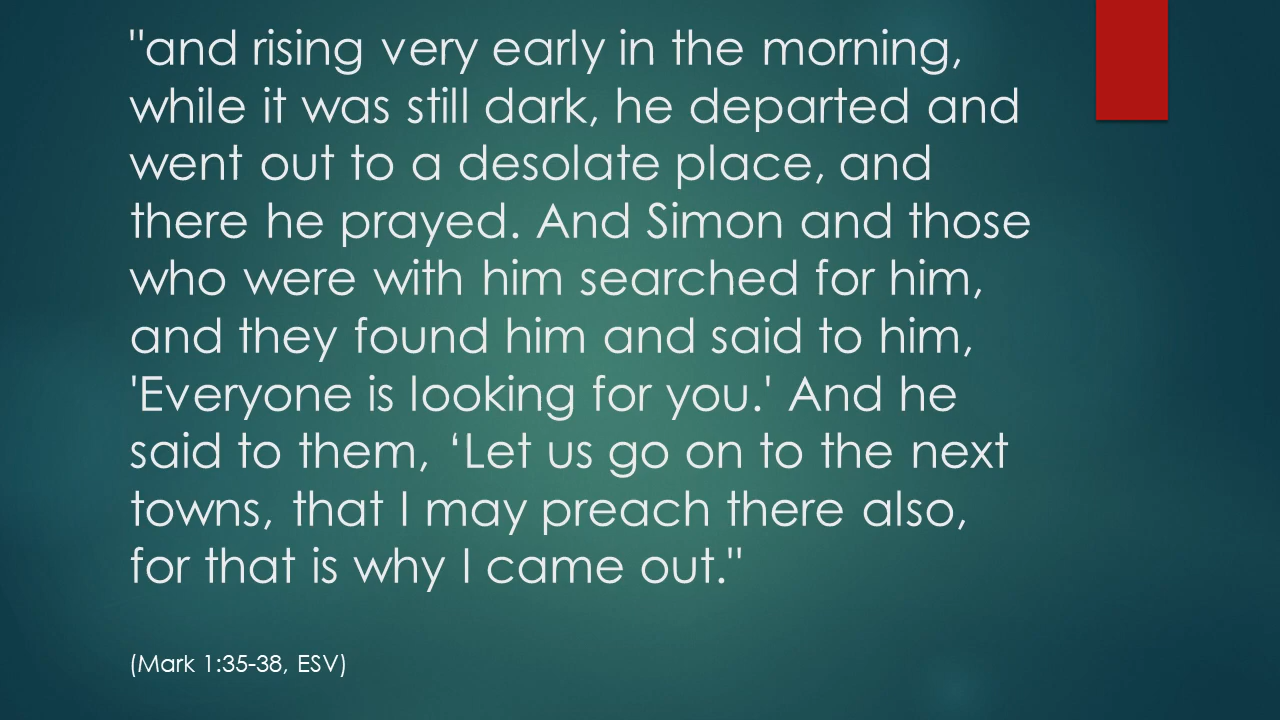 "and rising very early in the morning,
while it was still dark, he departed and
went out to a desolate place, and
there he prayed. And Simon and those
who were with him searched for him,
and they found him and said to him,
'Everyone is looking for you.' And he
said to them, ‘Let us go on to the next
towns, that I may preach there also,
for that is why I came out."
(Mark 1:35-38, ESV)